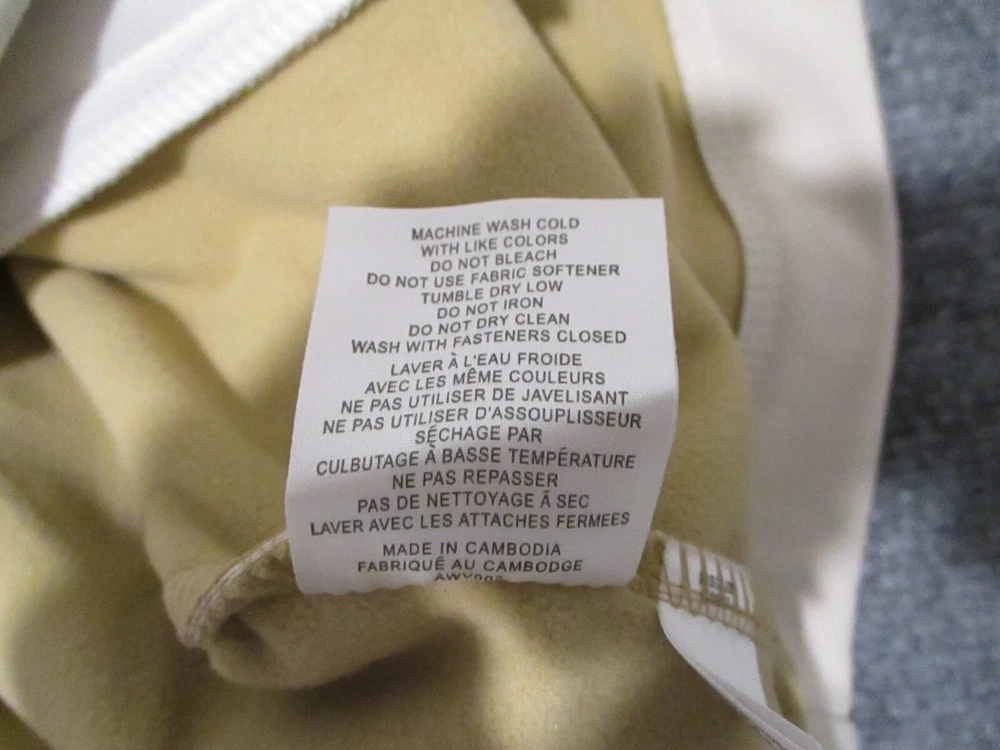 MACHINE WASH COLD
WITH LIKE COLORS
DO NOT BLEACH
DO NOT USE FABRIC SOFTENER
TUMBLE DRY LOW
DO NOT IRON
DO NOT DRY CLEAN
WASH WITH FASTENERS CLOSED
LAVER À L'EAU FROIDE
AVEC LES MÊME COULEURS
NE PAS UTILISER DE JAVELISANT
NE PAS UTILISER D'ASSOUPLISSEUR
SÉCHAGE PAR
CULBUTAGE À BASSE TEMPÉRATURE
NE PAS REPASSER
PAS DE NETTOYAGE Á SEC
LAVER AVEC LES ATTACHES FERMEES
MADE IN CAMBODIA
FABRIQUÉ AU CAMBODGE